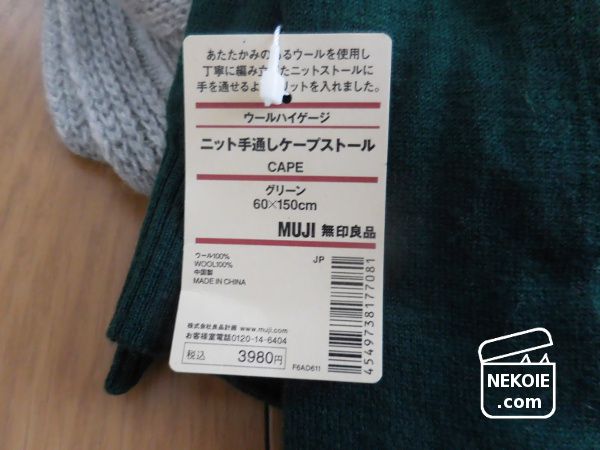 あたたかみのあるウールを使用し
丁寧に編み立てたニットストールに
手を通せるよ リットを入れました。
ウールハイゲージ
ニット手通しケープストール
CAPE
グリーン
60×150cm
MUJI 無印良品
ウール100%
WOOL100%
中国製
MADE IN CHINA
JP
4549738177081
株式会社良品計画 www.muji.com
お客様室電話0120-14-6404
税込 3980円
F6AD611
NEKOIE
.com